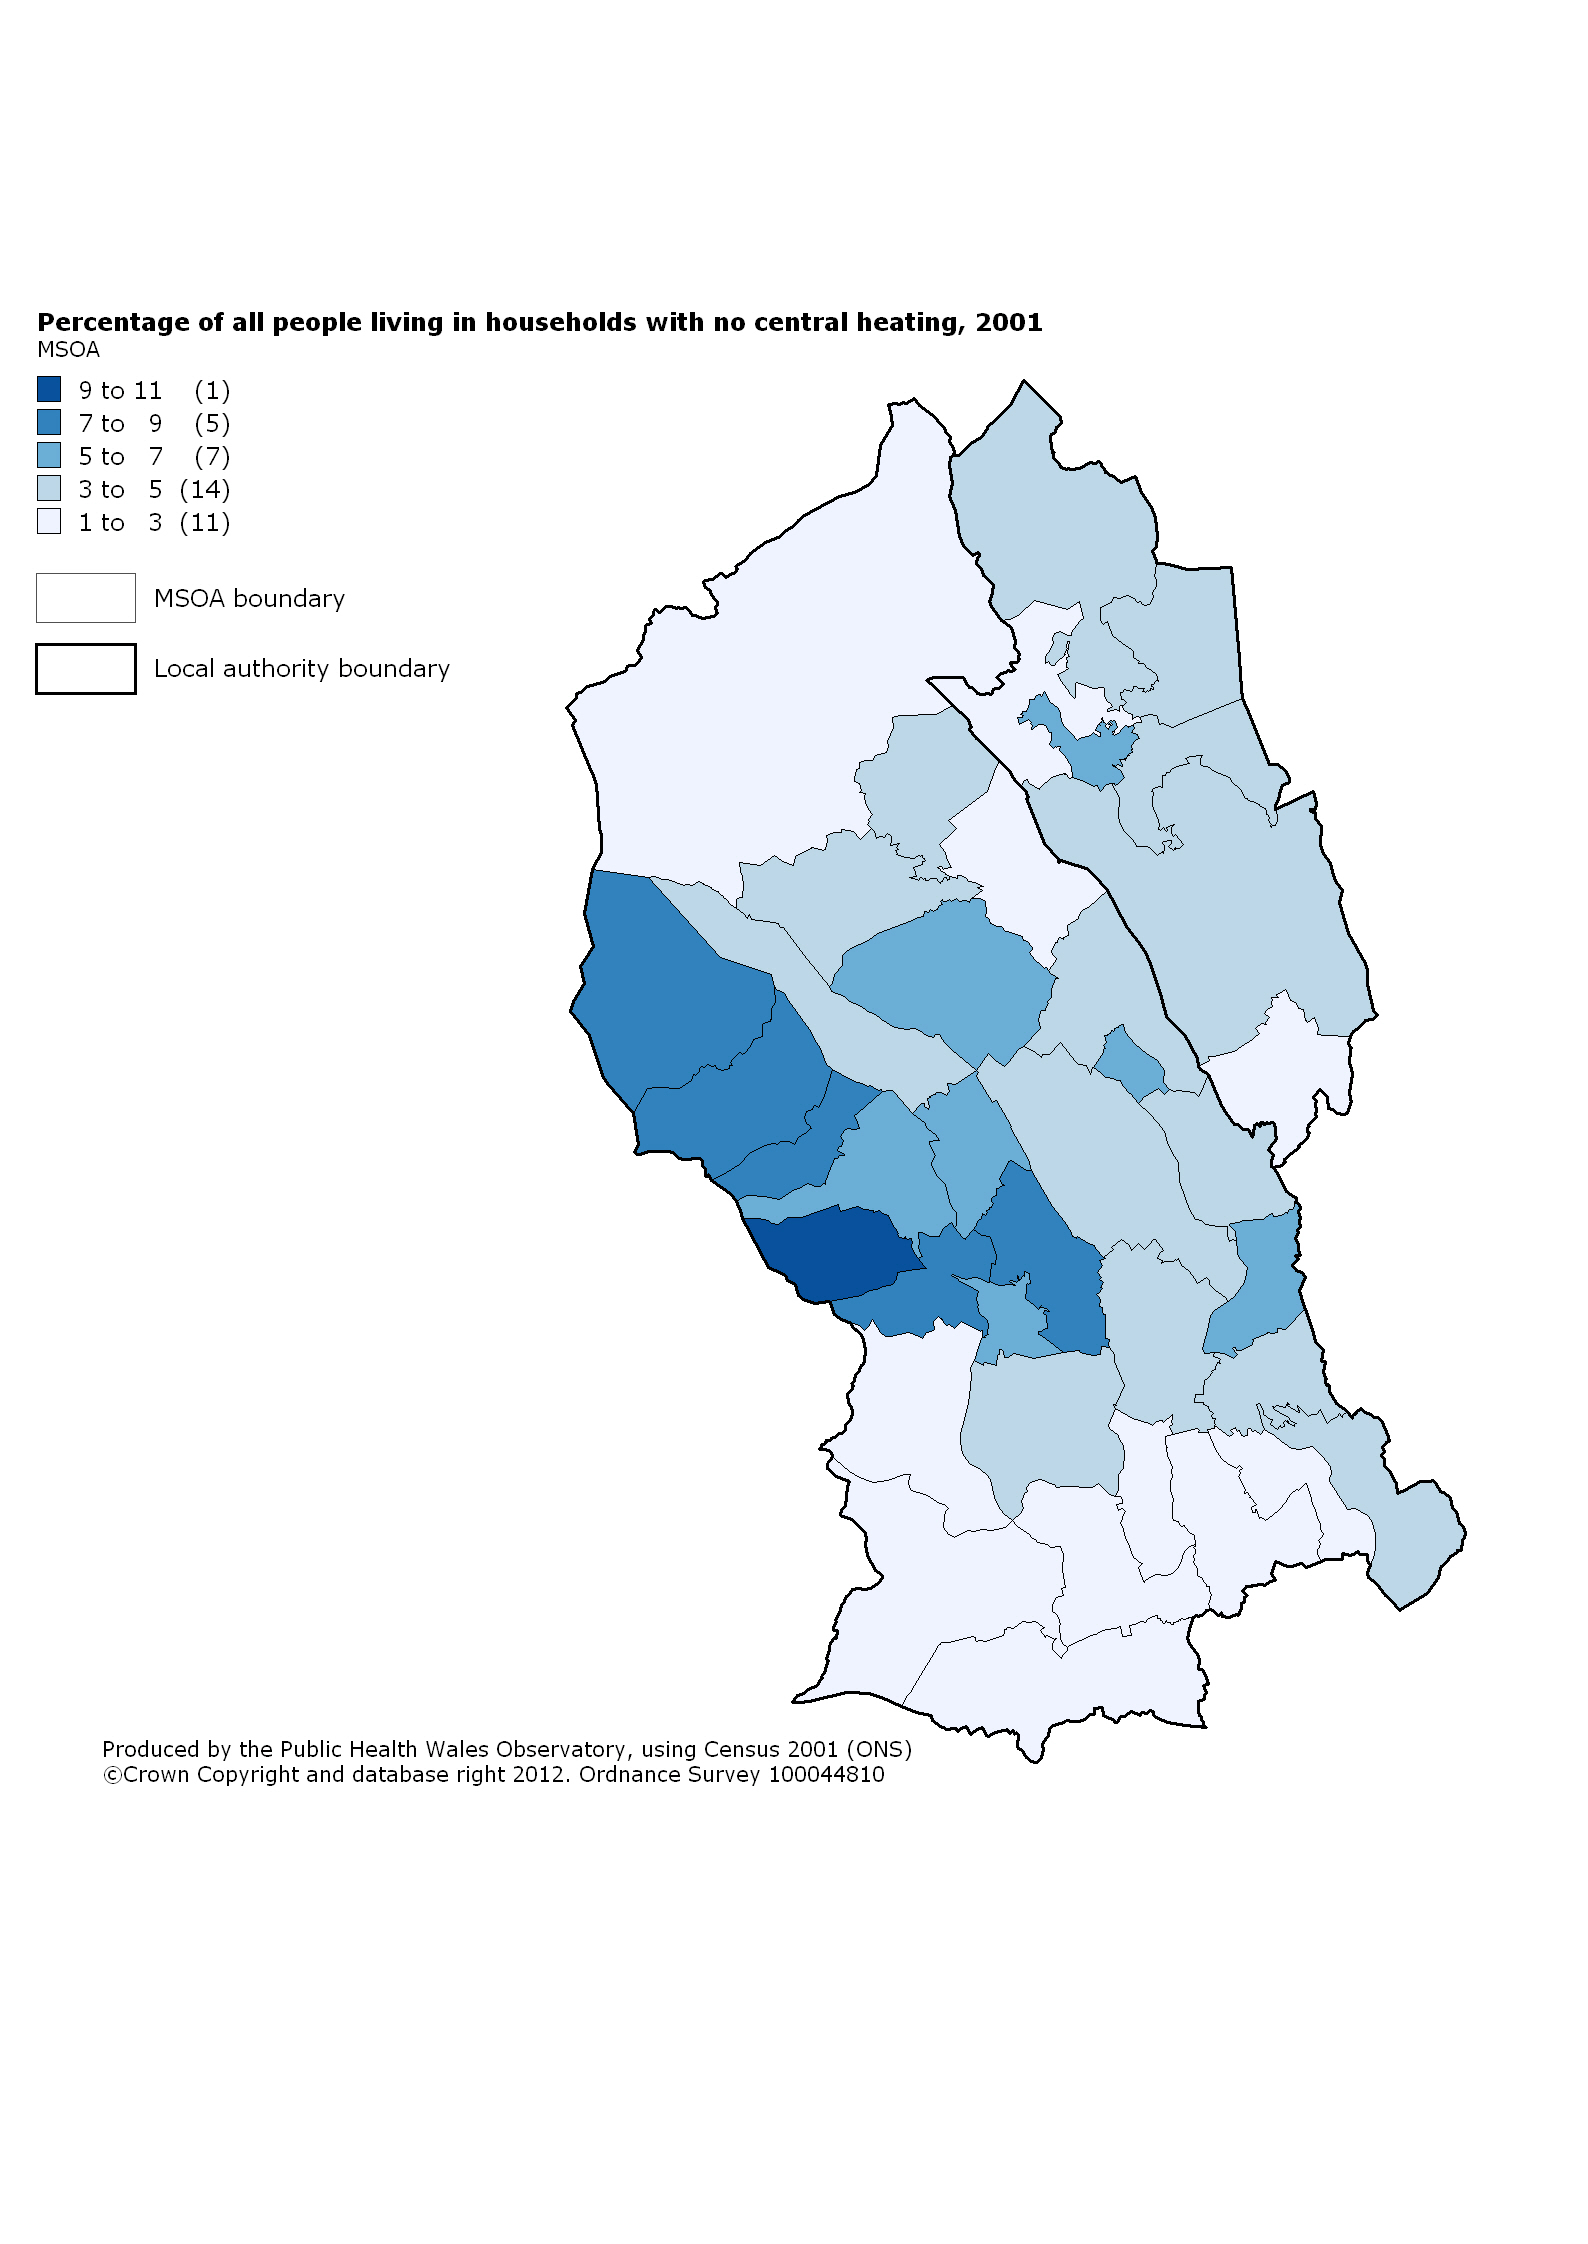 Percentage of all people living in households with no central heating, 2001
MSOA
9 to 11 (1)
7 to 9 (5)
5 to 7 (7)
3 to 5 (14)
1 to 3 (11)
MSOA boundary
Local authority boundary
Produced by the Public Health Wales Observatory, using Census 2001 (ONS)
©Crown Copyright and database right 2012. Ordnance Survey 100044810